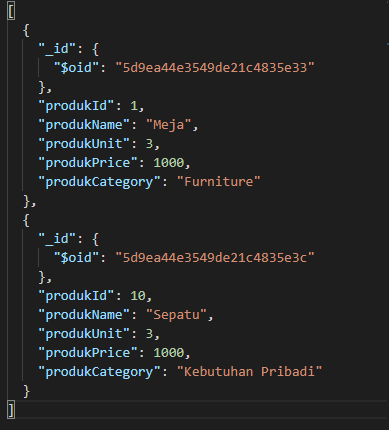 [
  {
    "_id": {
      "$oid": "5d9ea44e3549de21c4835e33"
    },
    "produkId": 1,
    "produkName": "Meja",
    "produkUnit": 3,
    "produkPrice": 1000,
    "produkCategory": "Furniture"
  },
  {
    "_id": {
      "$oid": "5d9ea44e3549de21c4835e3c"
    },
    "produkId": 10,
    "produkName": "Sepatu",
    "produkUnit": 3,
    "produkPrice": 1000,
    "produkCategory": "Kebutuhan Pribadi"
  }
]